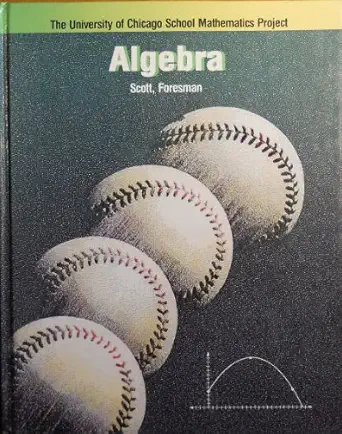 The University of Chicago School Mathematics Project
Algebra
Scott, Foresman